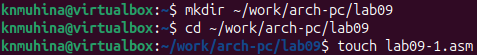 knmuhina@virtualbox:~$ mkdir ~/work/arch-pc/lab09
knmuhina@virtualbox:~$ cd ~/work/arch-pc/lab09
knmuhina@virtualbox:~/work/arch-pc/lab09$ touch lab09-1.asm